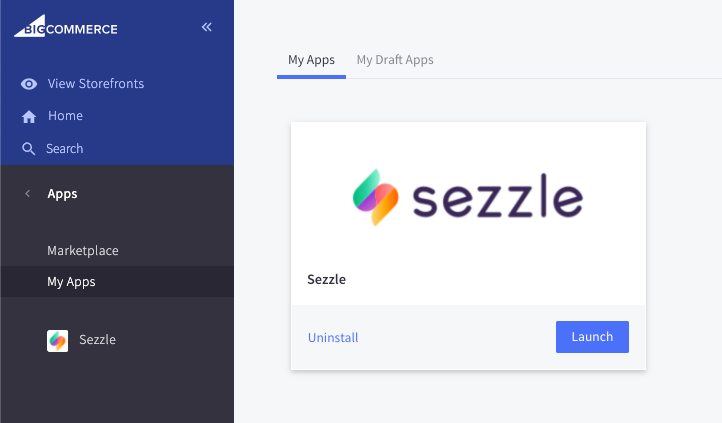 BIGCOMMERCE
View Storefronts
Home
Search
Apps
Marketplace
My Apps
Sezzle
My Apps
My Draft Apps
sezzle
Sezzle
Uninstall
Launch